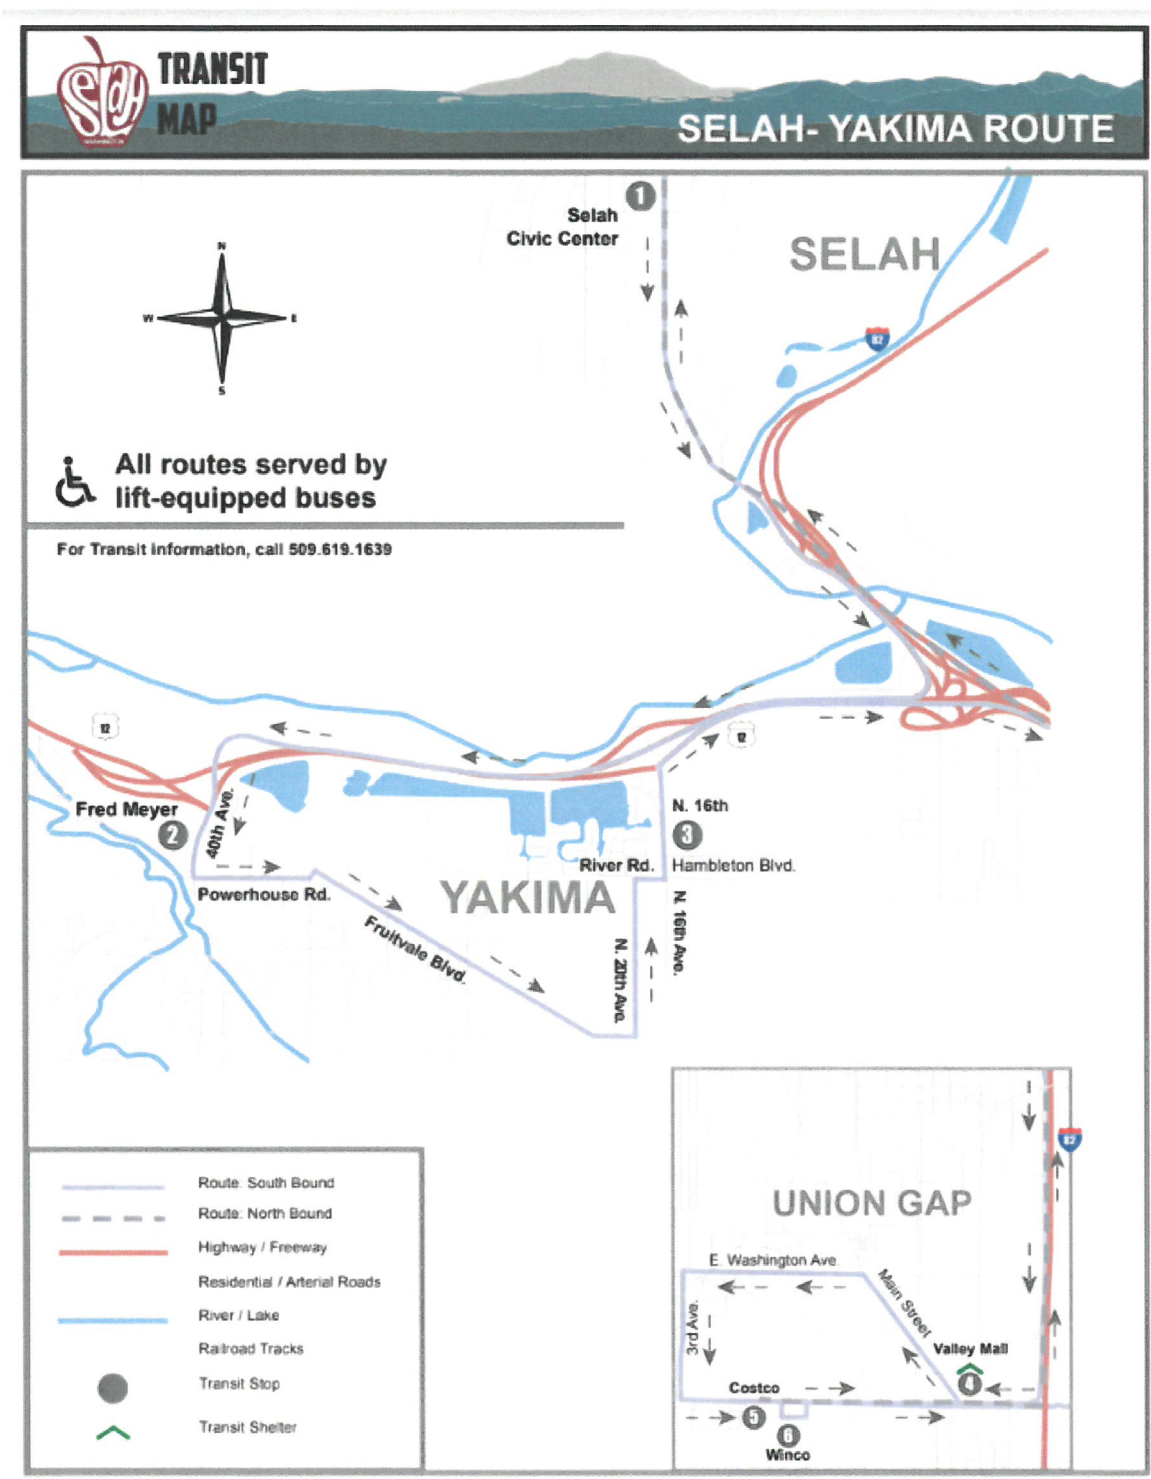 SELAH
TRANSIT
MAP
SELAH- YAKIMA ROUTE
1
Selah
Civic Center
SELAH
N
W
E
S
82
All routes served by
lift-equipped buses
For Transit information, call 509.619.1639
12
12
Fred Meyer
2
40th Ave.
N. 16th
3
River Rd.
Hambleton Blvd.
Powerhouse Rd.
YAKIMA
Fruitvale Blvd.
N. 20th Ave.
N. 16th Ave.
82
UNION GAP
E. Washington Ave.
Main Street
3rd Ave.
Valley Mall
4
Costco
5
6
Winco
Route: South Bound
Route: North Bound
Highway / Freeway
Residential / Arterial Roads
River / Lake
Railroad Tracks
Transit Stop
Transit Shelter